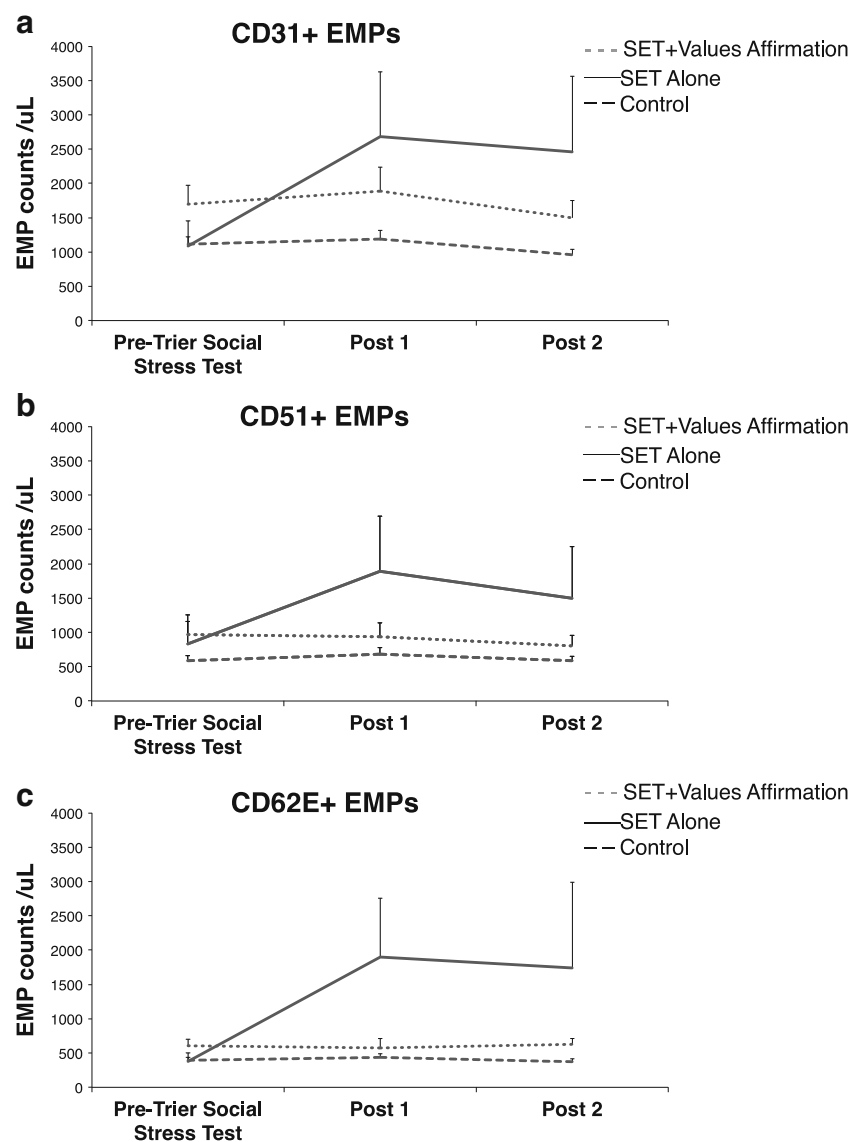 a
CD31+ EMPs
SET+Values Affirmation
SET Alone
Control
EMP counts /uL
4000
3500
3000
2500
2000
1500
1000
500
0
Pre-Trier Social
Stress Test
Post 1
Post 2
b
CD51+ EMPs
SET+Values Affirmation
SET Alone
Control
EMP counts /uL
4000
3500
3000
2500
2000
1500
1000
500
0
Pre-Trier Social
Stress Test
Post 1
Post 2
c
CD62E+ EMPs
SET+Values Affirmation
SET Alone
Control
EMP counts /uL
4000
3500
3000
2500
2000
1500
1000
500
0
Pre-Trier Social
Stress Test
Post 1
Post 2